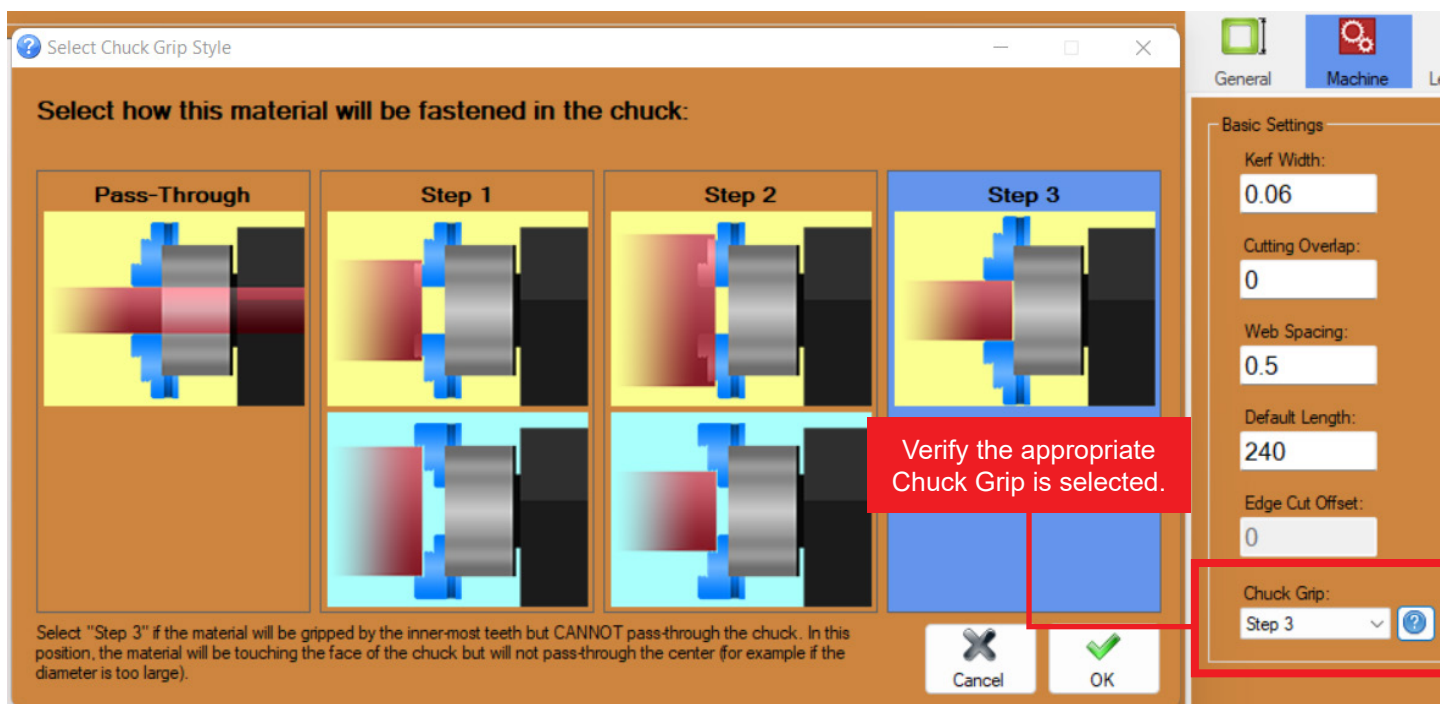 Select Chuck Grip Style
Select how this material will be fastened in the chuck:
Pass-Through
Step 1
Step 2
Step 3
Select "Step 3" if the material will be gripped by the inner-most teeth but CANNOT pass-through the chuck. In this
position, the material will be touching the face of the chuck but will not pass-through the center (for example if the
diameter is too large).
Cancel
OK
Verify the appropriate
Chuck Grip is selected.
General
Machine
Basic Settings
Kerf Width:
0.06
Cutting Overlap:
0
Web Spacing:
0.5
Default Length:
240
Edge Cut Offset:
0
Chuck Grip:
Step 3